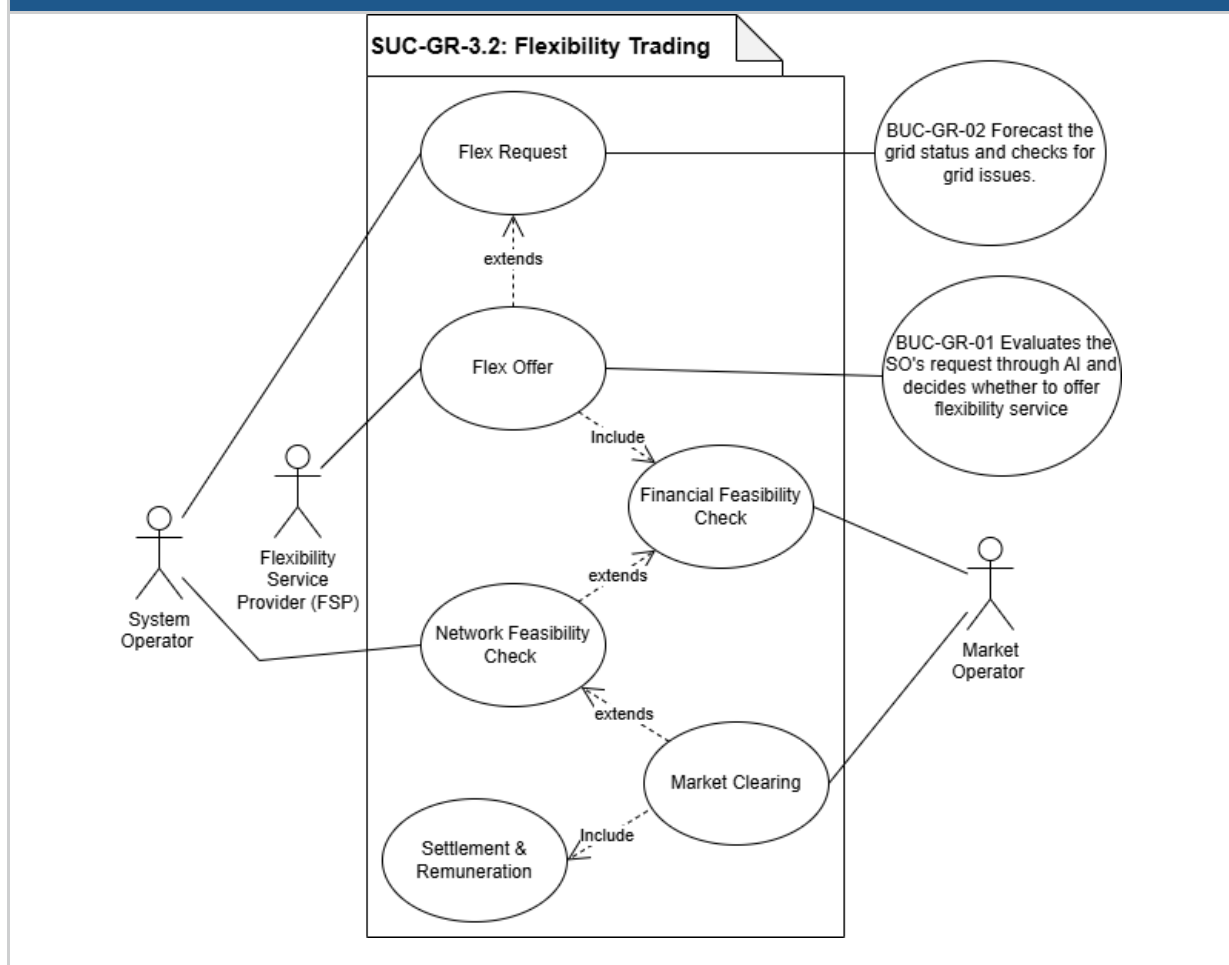 SUC-GR-3.2: Flexibility Trading
Flex Request
BUC-GR-02 Forecast the
grid status and checks for
grid issues.
extends
Flex Offer
BUC-GR-01 Evaluates the
SO's request through AI and
decides whether to offer
flexibility service
Include
Financial Feasibility
Check
Flexibility
Service
Provider (FSP)
System
Operator
extends
Network Feasibility
Check
Market
Operator
extends
Market Clearing
Include
Settlement &
Remuneration